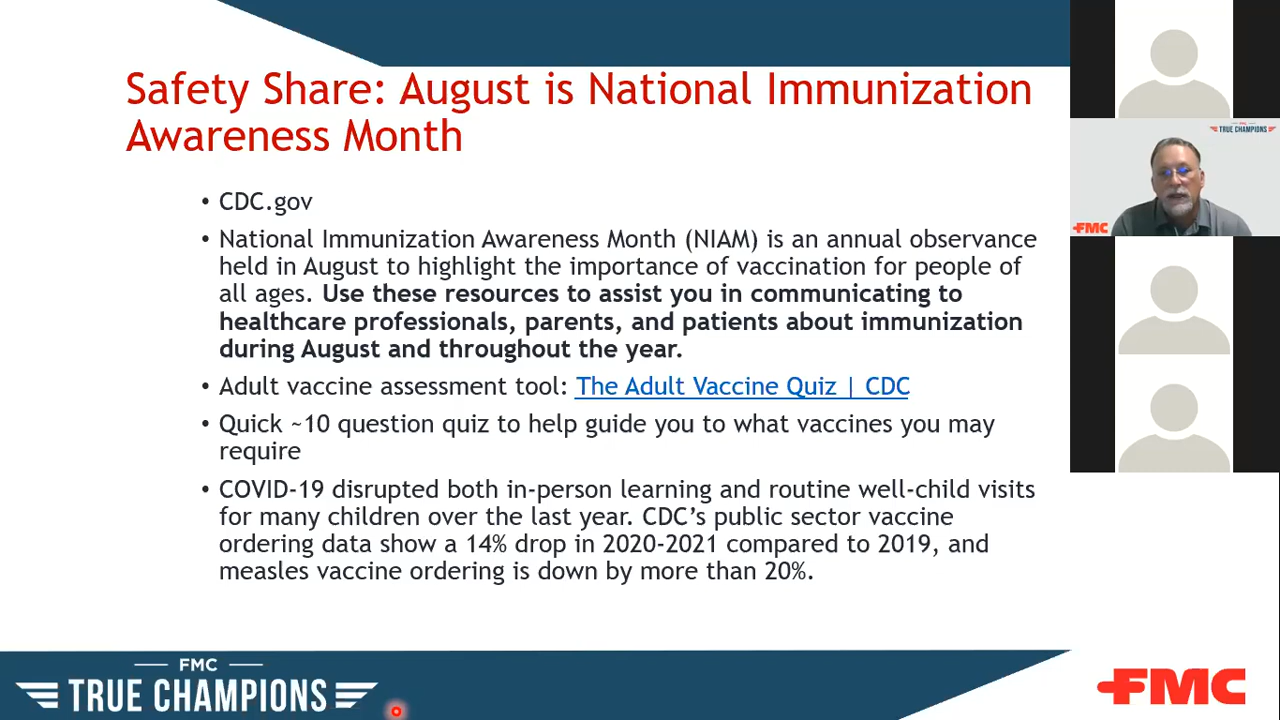 Safety Share: August is National Immunization
Awareness Month
• CDC.gov
• National Immunization Awareness Month (NIAM) is an annual observance
held in August to highlight the importance of vaccination for people of
all ages. Use these resources to assist you in communicating to
healthcare professionals, parents, and patients about immunization
during August and throughout the year.
• Adult vaccine assessment tool: The Adult Vaccine Quiz | CDC
• Quick ~10 question quiz to help guide you to what vaccines you may
require
• COVID-19 disrupted both in-person learning and routine well-child visits
for many children over the last year. CDC’s public sector vaccine
ordering data show a 14% drop in 2020-2021 compared to 2019, and
measles vaccine ordering is down by more than 20%.
FMC
TRUE CHAMPIONS
FMC
FMC
TRUE CHAMPIONS
FMC